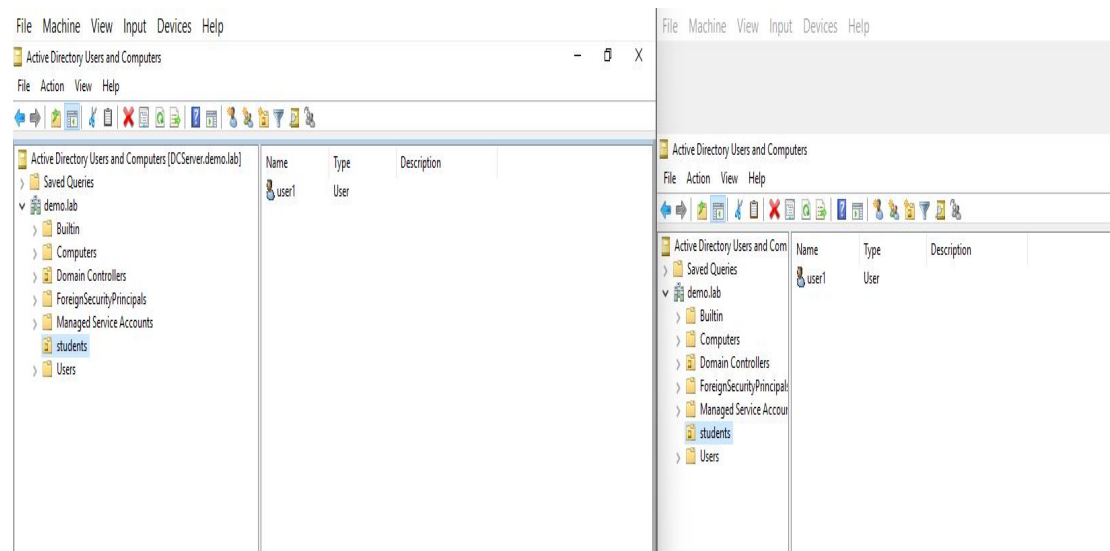 File Machine View Input Devices Help
Active Directory Users and Computers
File Action View Help
Active Directory Users and Computers [DCServer.demo.lab]
Saved Queries
demo.lab
Builtin
Computers
Domain Controllers
ForeignSecurityPrincipals
Managed Service Accounts
students
Users
Name Type Description
user1 User
File Machine View Input Devices Help
Active Directory Users and Computers
File Action View Help
Active Directory Users and Com
Saved Queries
demo.lab
Builtin
Computers
Domain Controllers
ForeignSecurityPrincipals
Managed Service Accour
students
Users
Name Type Description
user1 User